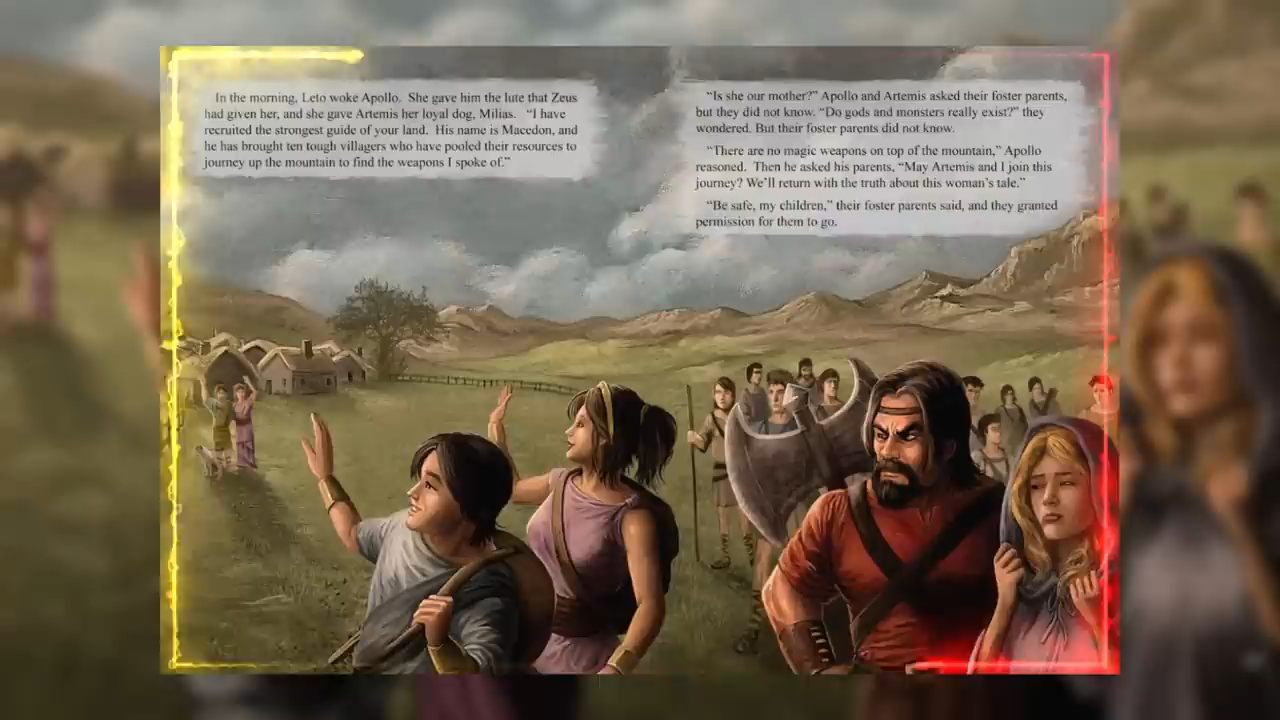 In the morning, Leto woke Apollo. She gave him the lute that Zeus
had given her, and she gave Artemis her loyal dog, Milias. “I have
recruited the strongest guide of your land. His name is Macedon, and
he has brought ten tough villagers who have pooled their resources to
journey up the mountain to find the weapons I spoke of.”
“Is she our mother?” Apollo and Artemis asked their foster parents,
but they did not know. “Do gods and monsters really exist?” they
wondered. But their foster parents did not know.
“There are no magic weapons on top of the mountain,” Apollo
reasoned. Then he asked his parents, “May Artemis and I join this
journey? We’ll return with the truth about this woman’s tale.”
“Be safe, my children,” their foster parents said, and they granted
permission for them to go.